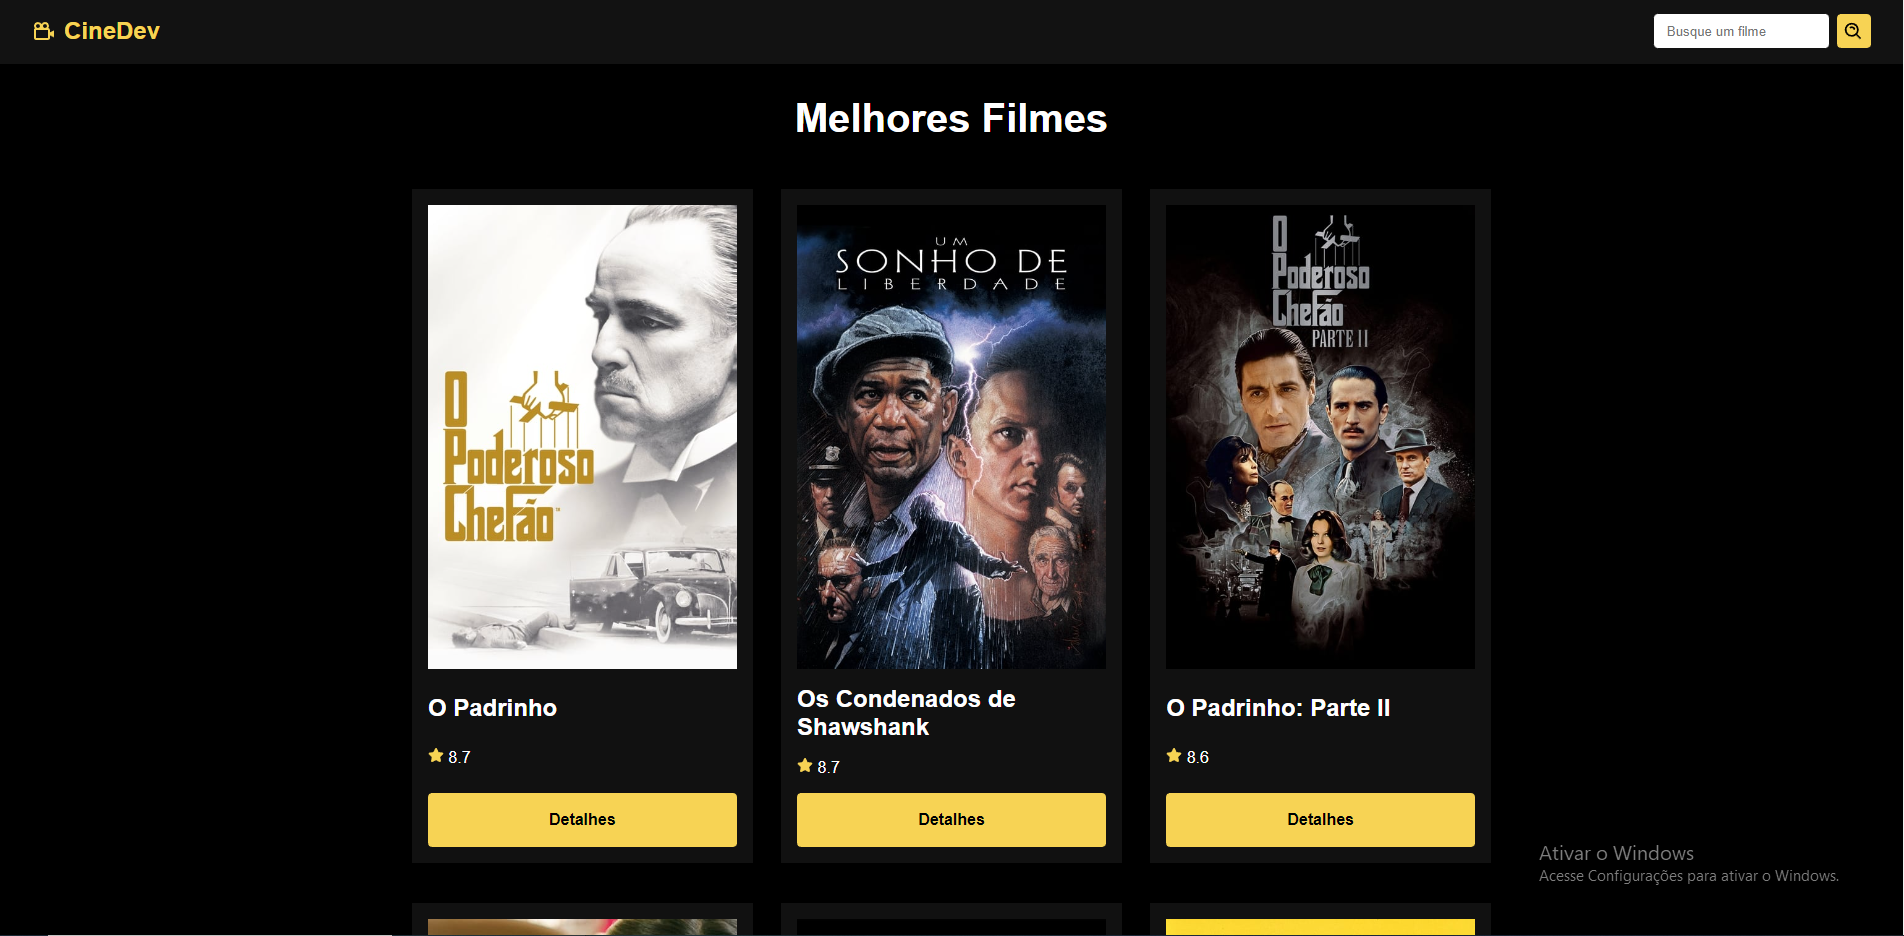 CineDev
Busque um filme
Melhores Filmes
O
Poderoso
Chefão
UM
SONHO DE
LIBERDADE
O
Poderoso
Chefão
PARTE II
O Padrinho
8.7
Detalhes
Os Condenados de
Shawshank
8.7
Detalhes
O Padrinho: Parte II
8.6
Detalhes
Ativar o Windows
Acesse Configurações para ativar o Windows.